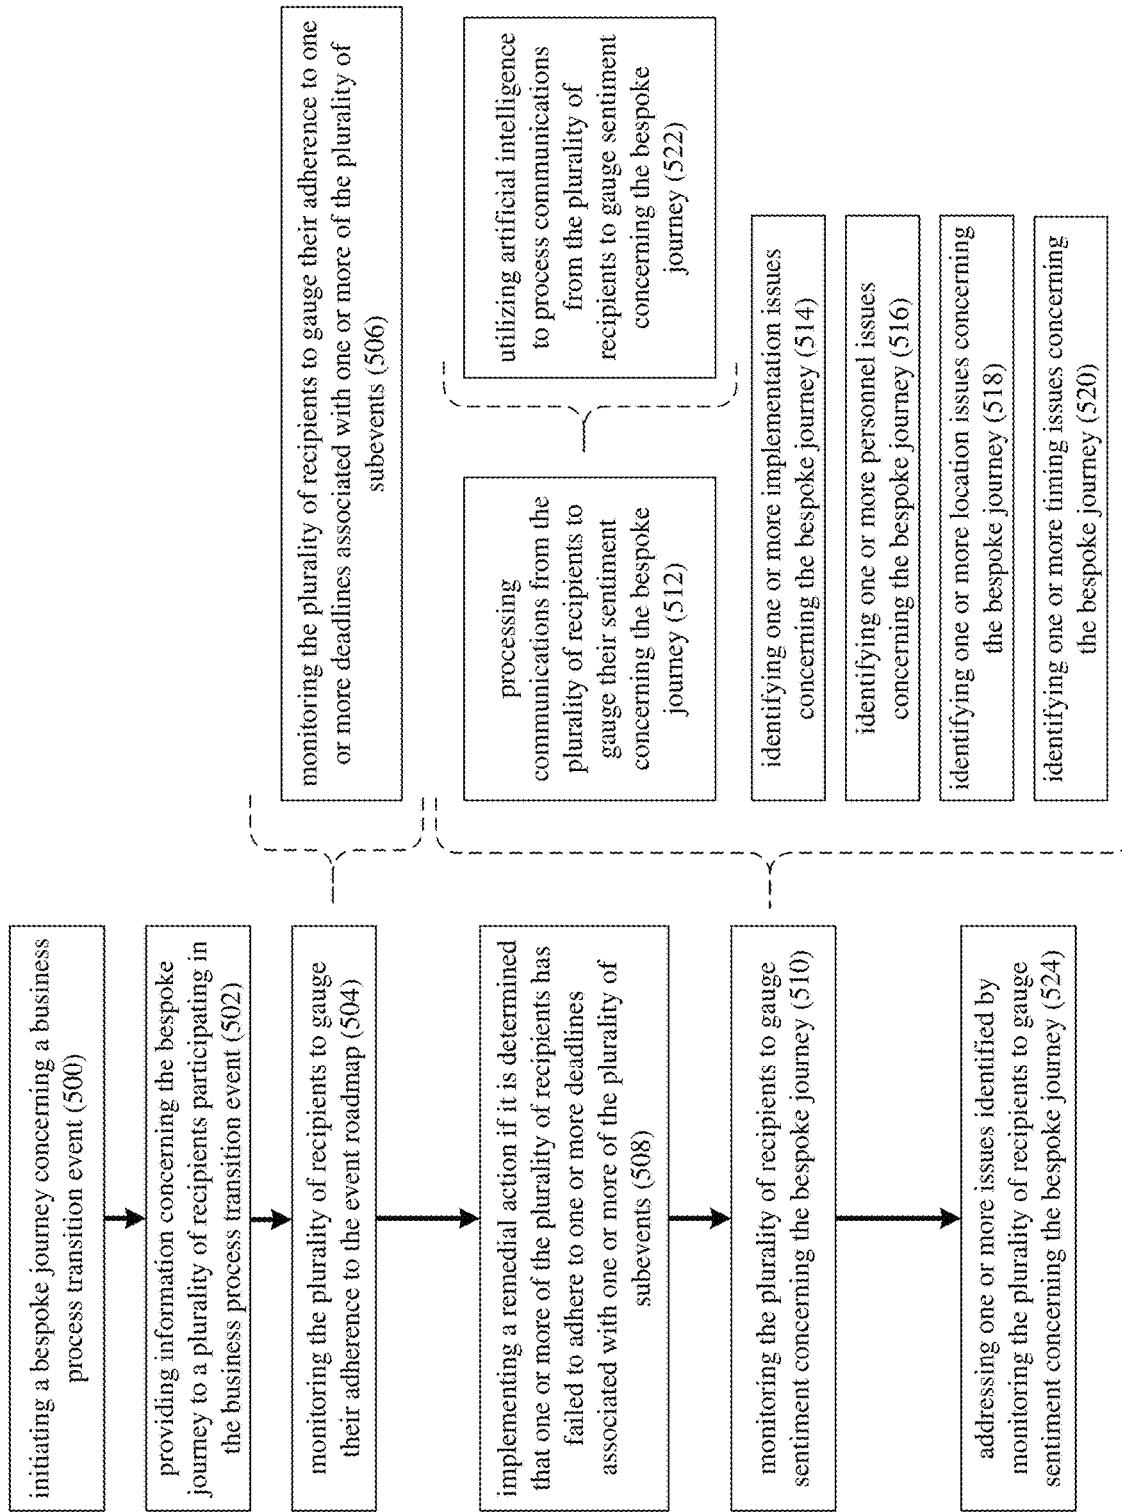 initiating a bespoke journey concerning a business
process transition event (500)
providing information concerning the bespoke
journey to a plurality of recipients participating in
the business process transition event (502)
monitoring the plurality of recipients to gauge
their adherence to the event roadmap (504)
implementing a remedial action if it is determined
that one or more of the plurality of recipients has
failed to adhere to one or more deadlines
associated with one or more of the plurality of
subevents (508)
monitoring the plurality of recipients to gauge
sentiment concerning the bespoke journey (510)
addressing one or more issues identified by
monitoring the plurality of recipients to gauge
sentiment concerning the bespoke journey (524)
monitoring the plurality of recipients to gauge their adherence to one
or more deadlines associated with one or more of the plurality of
subevents (506)
processing
communications from the
plurality of recipients to
gauge their sentiment
concerning the bespoke
journey (512)
utilizing artificial intelligence
to process communications
from the plurality of
recipients to gauge sentiment
concerning the bespoke
journey (522)
identifying one or more implementation issues
concerning the bespoke journey (514)
identifying one or more personnel issues
concerning the bespoke journey (516)
identifying one or more location issues concerning
the bespoke journey (518)
identifying one or more timing issues concerning
the bespoke journey (520)